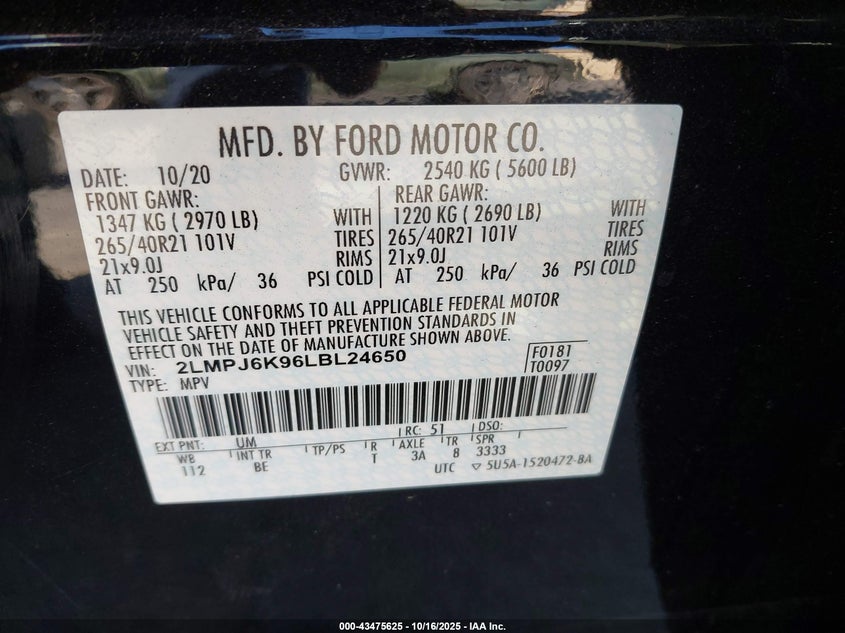 MFD. BY FORD MOTOR CO.
DATE: 10/20 GVWR: 2540 KG ( 5600 LB)
FRONT GAWR: REAR GAWR:
1347 KG ( 2970 LB) WITH 1220 KG ( 2690 LB) WITH
265/40R21 101V TIRES 265/40R21 101V TIRES
21x9.0J RIMS 21x9.0J RIMS
AT 250 kPa/ 36 PSI COLD AT 250 kPa/ 36 PSI COLD
THIS VEHICLE CONFORMS TO ALL APPLICABLE FEDERAL MOTOR
VEHICLE SAFETY AND THEFT PREVENTION STANDARDS IN
EFFECT ON THE DATE OF MANUFACTURE SHOWN ABOVE.
VIN: 2LMPJ6K96LBL24650 F0181
TYPE: MPV T0097
EXT PNT: UM RC: 51 DSO:
WB INT TR TP/PS R AXLE TR SPR
112 BE T 3A 8 3333
UTC ▽ 5U5A-1520472-BA
000-43475625 - 10/16/2025 - IAA Inc.